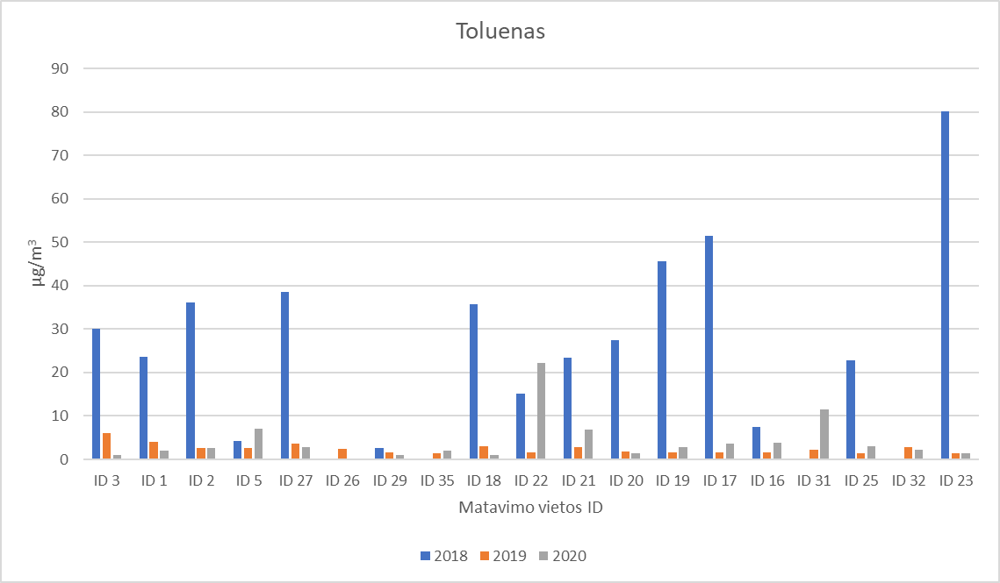 Toluenas
90
80
70
60
50
40
30
20
10
0
µg/m³
ID 3 ID 1 ID 2 ID 5 ID 27 ID 26 ID 29 ID 35 ID 18 ID 22 ID 21 ID 20 ID 19 ID 17 ID 16 ID 31 ID 25 ID 32 ID 23
Matavimo vietos ID
2018 2019 2020